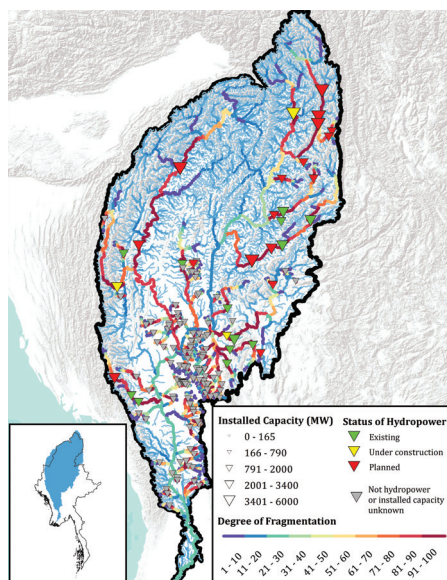 Installed Capacity (MW)
0 - 165
166 - 790
791 - 2000
2001 - 3400
3401 - 6000
Status of Hydropower
Existing
Under construction
Planned
Not hydropower
or installed capacity
unknown
Degree of Fragmentation
1 - 10
11 - 20
21 - 30
31 - 40
41 - 50
51 - 60
61 - 70
71 - 80
81 - 90
91 - 100